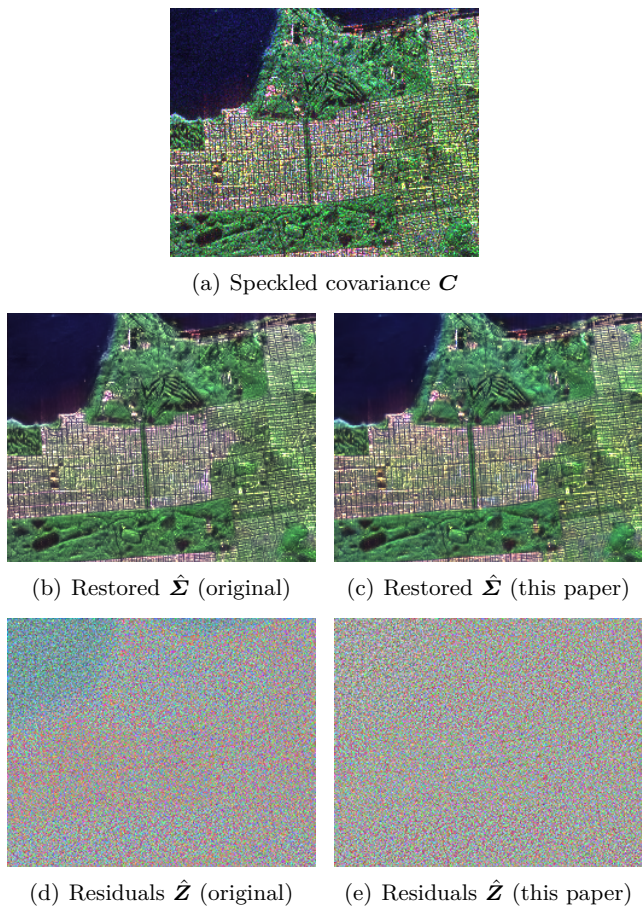 (a) Speckled covariance C
(b) Restored Σ̂ (original)
(c) Restored Σ̂ (this paper)
(d) Residuals Ẑ (original)
(e) Residuals Ẑ (this paper)